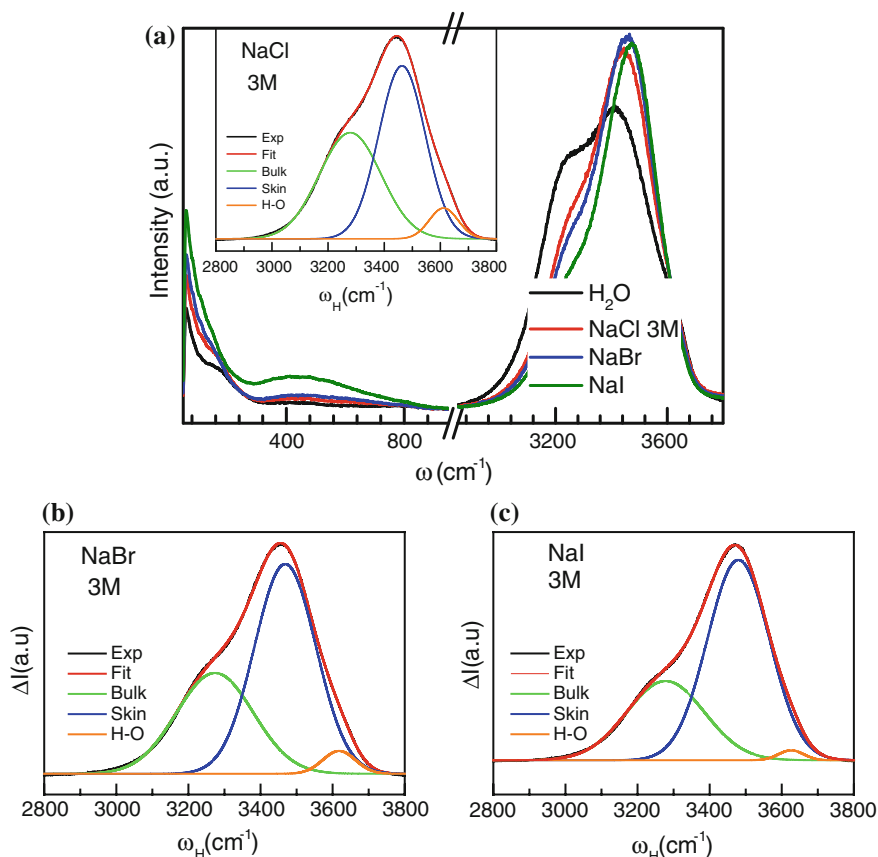 (a)
NaCl
3M
Exp
Fit
Bulk
Skin
H-O
2800 3000 3200 3400 3600 3800
ω_H(cm⁻¹)
Intensity (a.u.)
H₂O
NaCl 3M
NaBr
NaI
400 800 3200 3600
ω (cm⁻¹)
(b)
NaBr
3M
Exp
Fit
Bulk
Skin
H-O
ΔI(a.u)
2800 3000 3200 3400 3600 3800
ω_H(cm⁻¹)
(c)
NaI
3M
Exp
Fit
Bulk
Skin
H-O
ΔI(a.u)
2800 3000 3200 3400 3600 3800
ω_H(cm⁻¹)